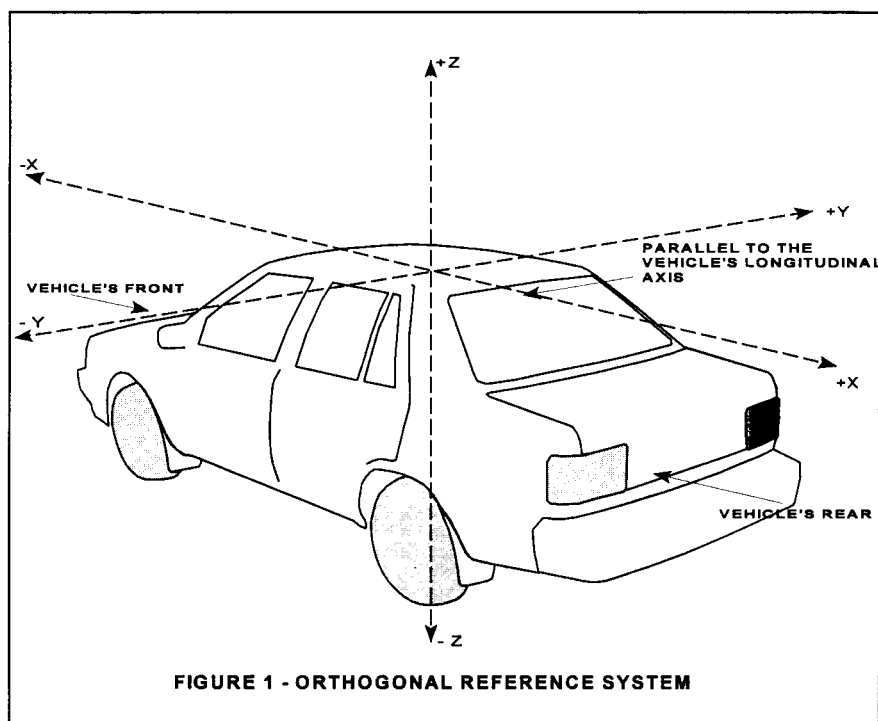 +Z
-X
+Y
PARALLEL TO THE
VEHICLE'S LONGITUDINAL
AXIS
VEHICLE'S FRONT
- Y
+X
VEHICLE'S REAR
- Z
FIGURE 1 - ORTHOGONAL REFERENCE SYSTEM